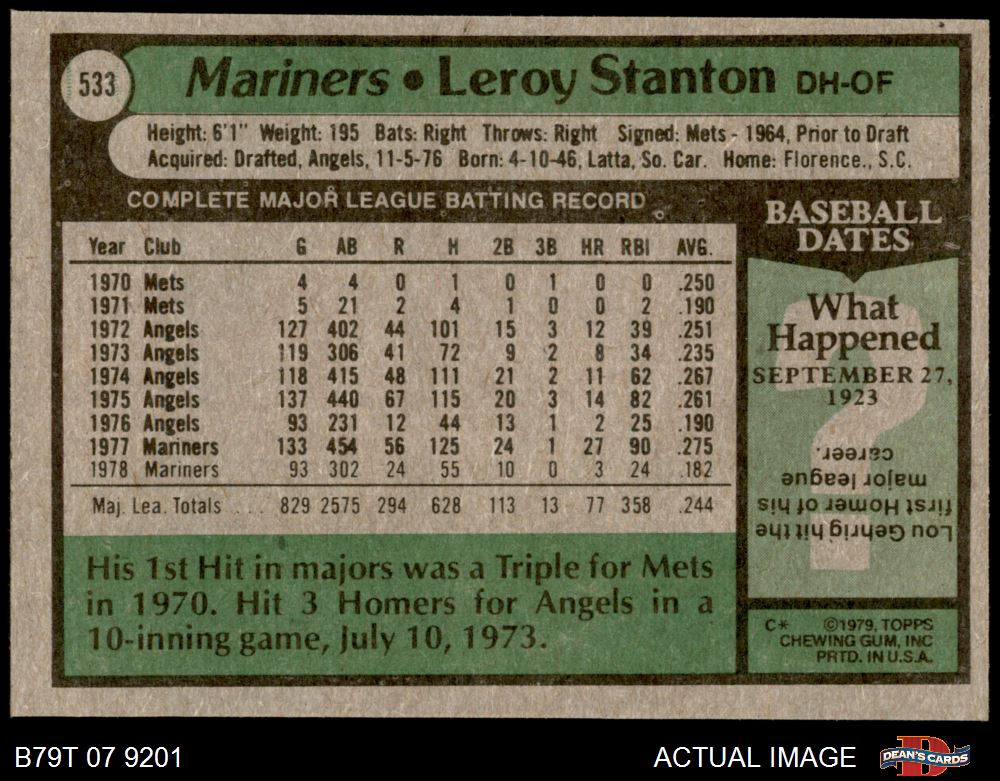 533
Mariners • Leroy Stanton DH-OF
Height: 6'1" Weight: 195 Bats: Right Throws: Right Signed: Mets - 1964, Prior to Draft
Acquired: Drafted, Angels, 11-5-76 Born: 4-10-46, Latta, So. Car. Home: Florence., S.C.
COMPLETE MAJOR LEAGUE BATTING RECORD
Year Club G AB R H 2B 3B HR RBI AVG.
1970 Mets 4 4 0 1 0 1 0 0 .250
1971 Mets 5 21 2 4 1 0 0 2 .190
1972 Angels 127 402 44 101 15 3 12 39 .251
1973 Angels 119 306 41 72 9 2 8 34 .235
1974 Angels 118 415 48 111 21 2 11 62 .267
1975 Angels 137 440 67 115 20 3 14 82 .261
1976 Angels 93 231 12 44 13 1 2 25 .190
1977 Mariners 133 454 56 125 24 1 27 90 .275
1978 Mariners 93 302 24 55 10 0 3 24 .182
Maj. Lea. Totals . . . 829 2575 294 628 113 13 77 358 .244
His 1st Hit in majors was a Triple for Mets
in 1970. Hit 3 Homers for Angels in a
10-inning game, July 10, 1973.
BASEBALL
DATES
What
Happened
SEPTEMBER 27,
1923
?
Lou Gehrig hit the
first Homer of his
major league
career.
C* ©1979, TOPPS
CHEWING GUM, INC
PRTD. IN U.S.A.
B79T 07 9201
ACTUAL IMAGE
D
DEAN'S CARDS